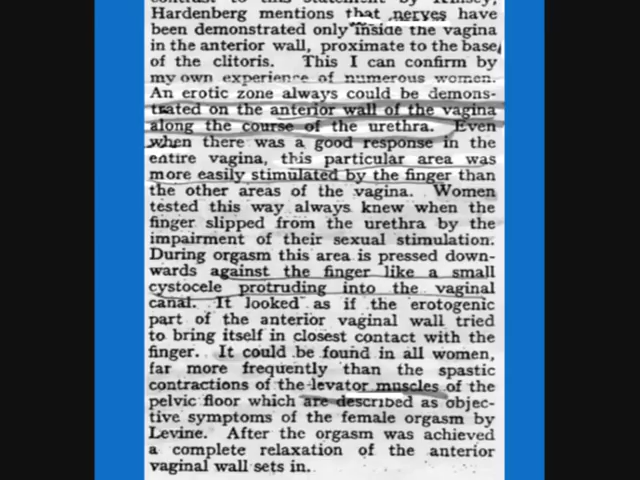 contrast to this statement by Kinsey,
Hardenberg mentions that nerves have
been demonstrated only inside the vagina
in the anterior wall, proximate to the base
of the clitoris. This I can confirm by
my own experience of numerous women.
An erotic zone always could be demons-
trated on the anterior wall of the vagina
along the course of the urethra. Even
when there was a good response in the
entire vagina, this particular area was
more easily stimulated by the finger than
the other areas of the vagina. Women
tested this way always knew when the
finger slipped from the urethra by the
impairment of their sexual stimulation.
During orgasm this area is pressed down-
wards against the finger like a small
cystocele protruding into the vaginal
canal. It looked as if the erotogenic
part of the anterior vaginal wall tried
to bring itself in closest contact with the
finger. It could be found in all women,
far more frequently than the spastic
contractions of the levator muscles of the
pelvic floor which are described as objec-
tive symptoms of the female orgasm by
Levine. After the orgasm was achieved
a complete relaxation of the anterior
vaginal wall sets in.